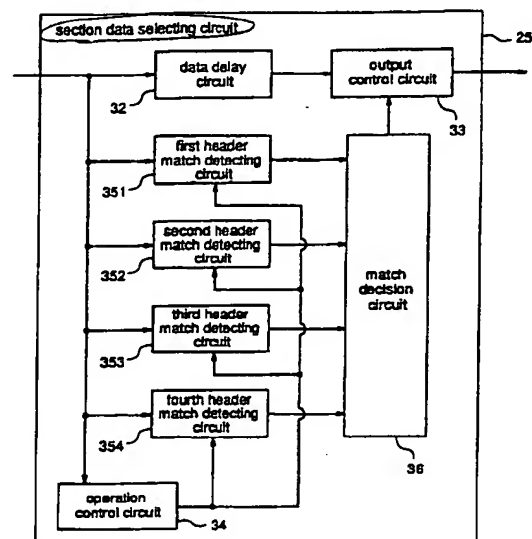 section data selecting circuit
25
data delay
circuit
32
output
control circuit
33
first header
match detecting
circuit
351
second header
match detecting
circuit
352
match
decision
circuit
third header
match detecting
circuit
353
fourth header
match detecting
circuit
354
36
operation
control circuit
34